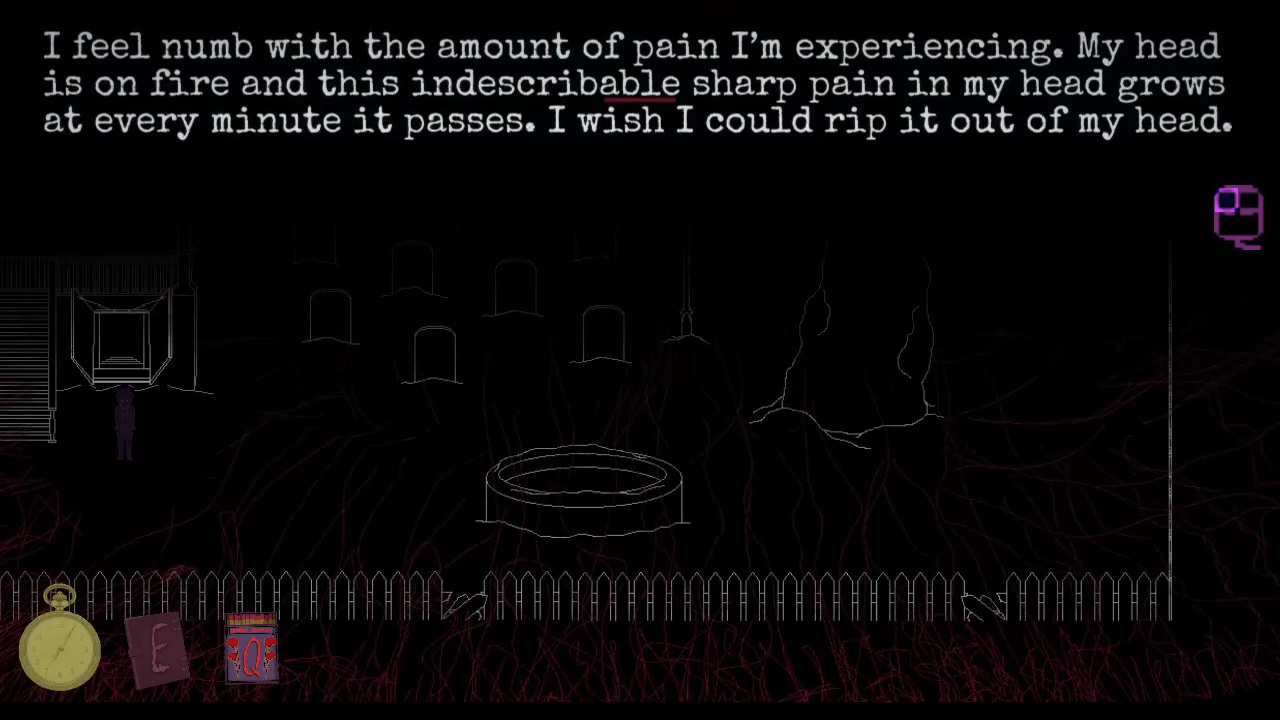 I feel numb with the amount of pain I'm experiencing. My head
is on fire and this indescribable sharp pain in my head grows
at every minute it passes. I wish I could rip it out of my head.
E
Q